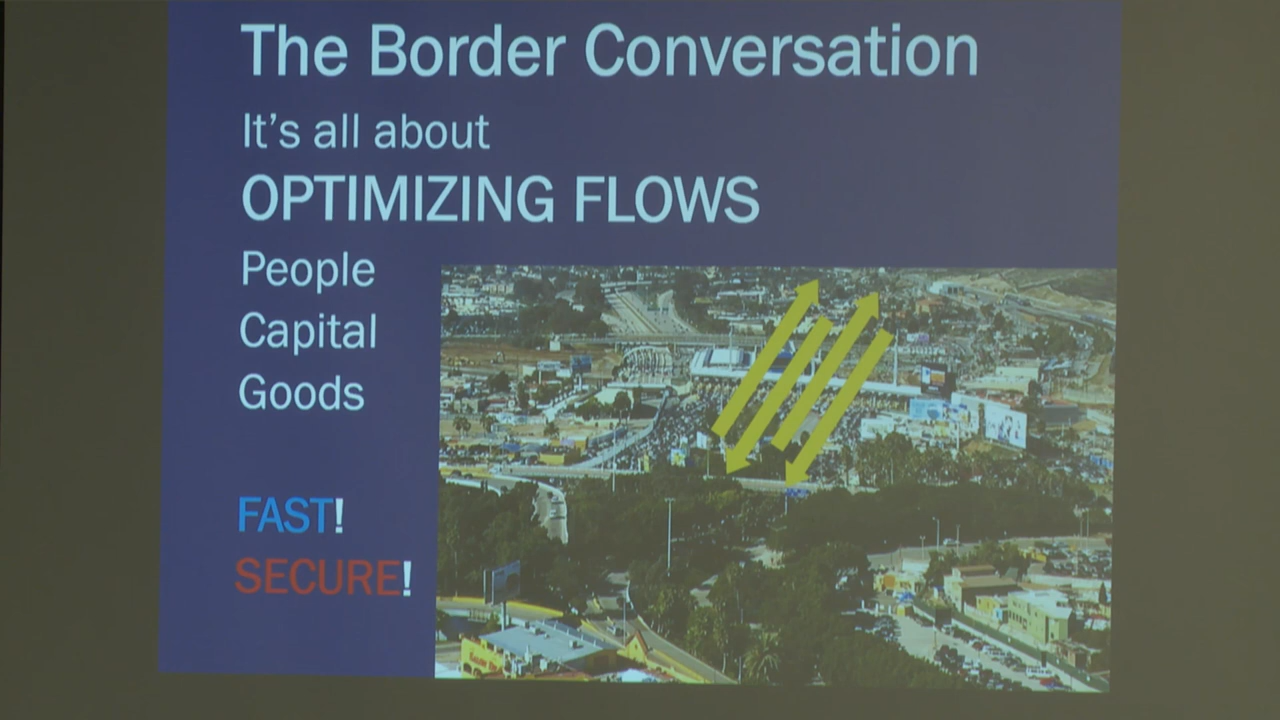 The Border Conversation
It's all about
OPTIMIZING FLOWS
People
Capital
Goods
FAST!
SECURE!